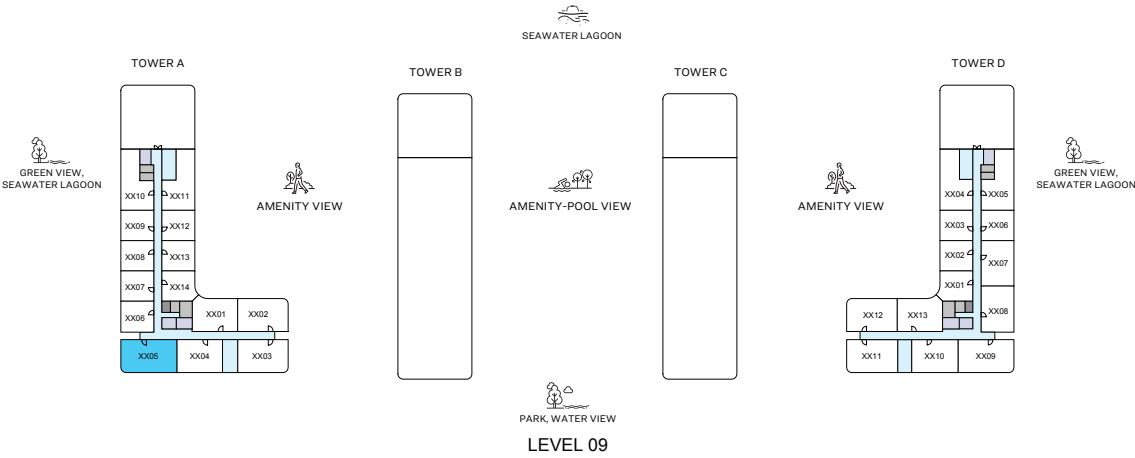 SEAWATER LAGOON
TOWER A
TOWER B
TOWER C
TOWER D
GREEN VIEW,
SEAWATER LAGOON
AMENITY VIEW
AMENITY-POOL VIEW
AMENITY VIEW
GREEN VIEW,
SEAWATER LAGOON
XX10
XX11
XX09
XX12
XX08
XX13
XX07
XX14
XX06
XX01
XX02
XX05
XX04
XX03
XX04
XX05
XX03
XX06
XX02
XX07
XX01
XX08
XX12
XX13
XX11
XX10
XX09
PARK, WATER VIEW
LEVEL 09